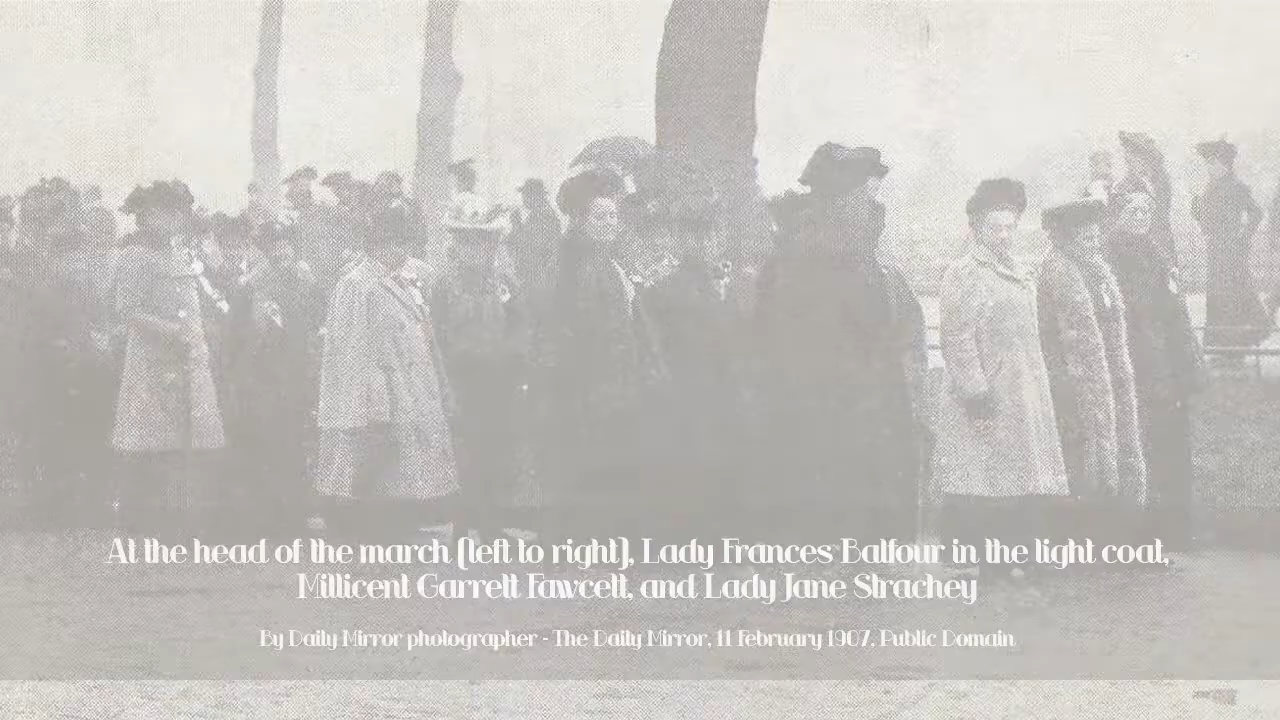 At the head of the march (left to right), Lady Frances Balfour in the light coat,
Millicent Garrett Fawcett, and Lady Jane Strachey
By Daily Mirror photographer - The Daily Mirror, 11 February 1907. Public Domain